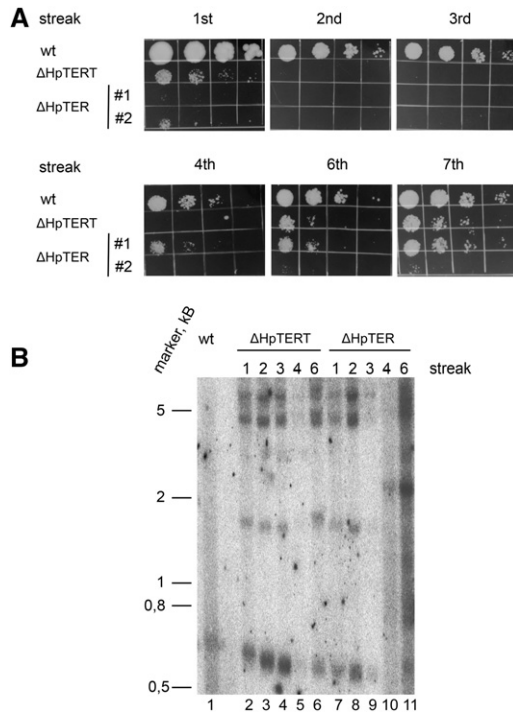 A
streak 1st 2nd 3rd
wt
ΔHpTERT
ΔHpTER #1
#2
streak 4th 6th 7th
wt
ΔHpTERT
ΔHpTER #1
#2
B
marker, kB wt ΔHpTERT ΔHpTER
1 2 3 4 6 1 2 3 4 6 streak
5
2
1
0,8
0,5
1 2 3 4 5 6 7 8 9 10 11